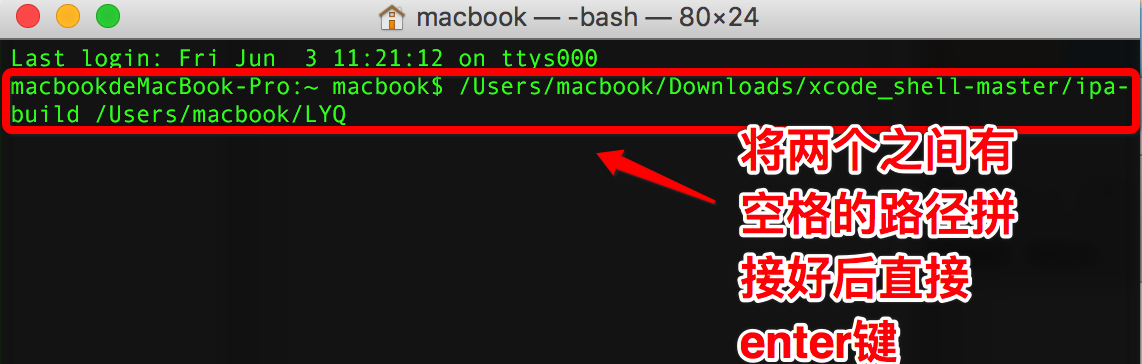 macbook — -bash — 80×24
Last login: Fri Jun  3 11:21:12 on ttys000
macbookdeMacBook-Pro:~ macbook$ /Users/macbook/Downloads/xcode_shell-master/ipa-
build /Users/macbook/LYQ
将两个之间有
空格的路径拼
接好后直接
enter键